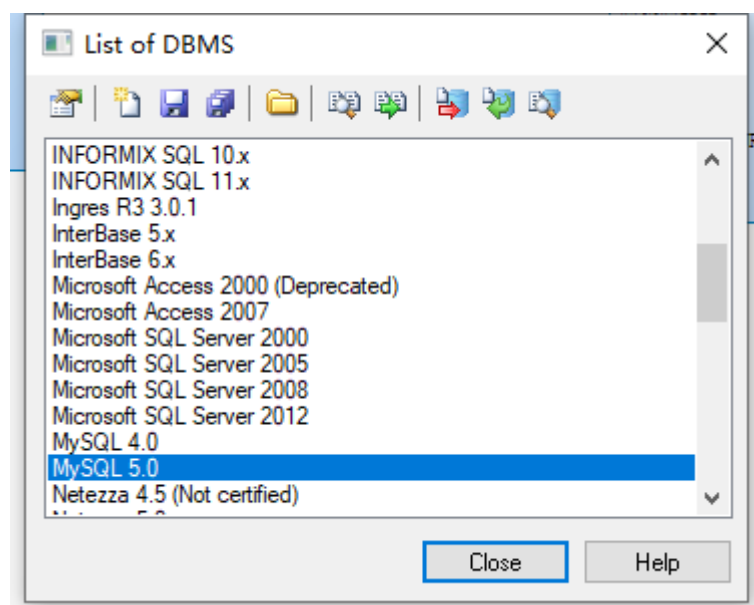 List of DBMS
INFORMIX SQL 10.x
INFORMIX SQL 11.x
Ingres R3 3.0.1
InterBase 5.x
InterBase 6.x
Microsoft Access 2000 (Deprecated)
Microsoft Access 2007
Microsoft SQL Server 2000
Microsoft SQL Server 2005
Microsoft SQL Server 2008
Microsoft SQL Server 2012
MySQL 4.0
MySQL 5.0
Netezza 4.5 (Not certified)
Close Help